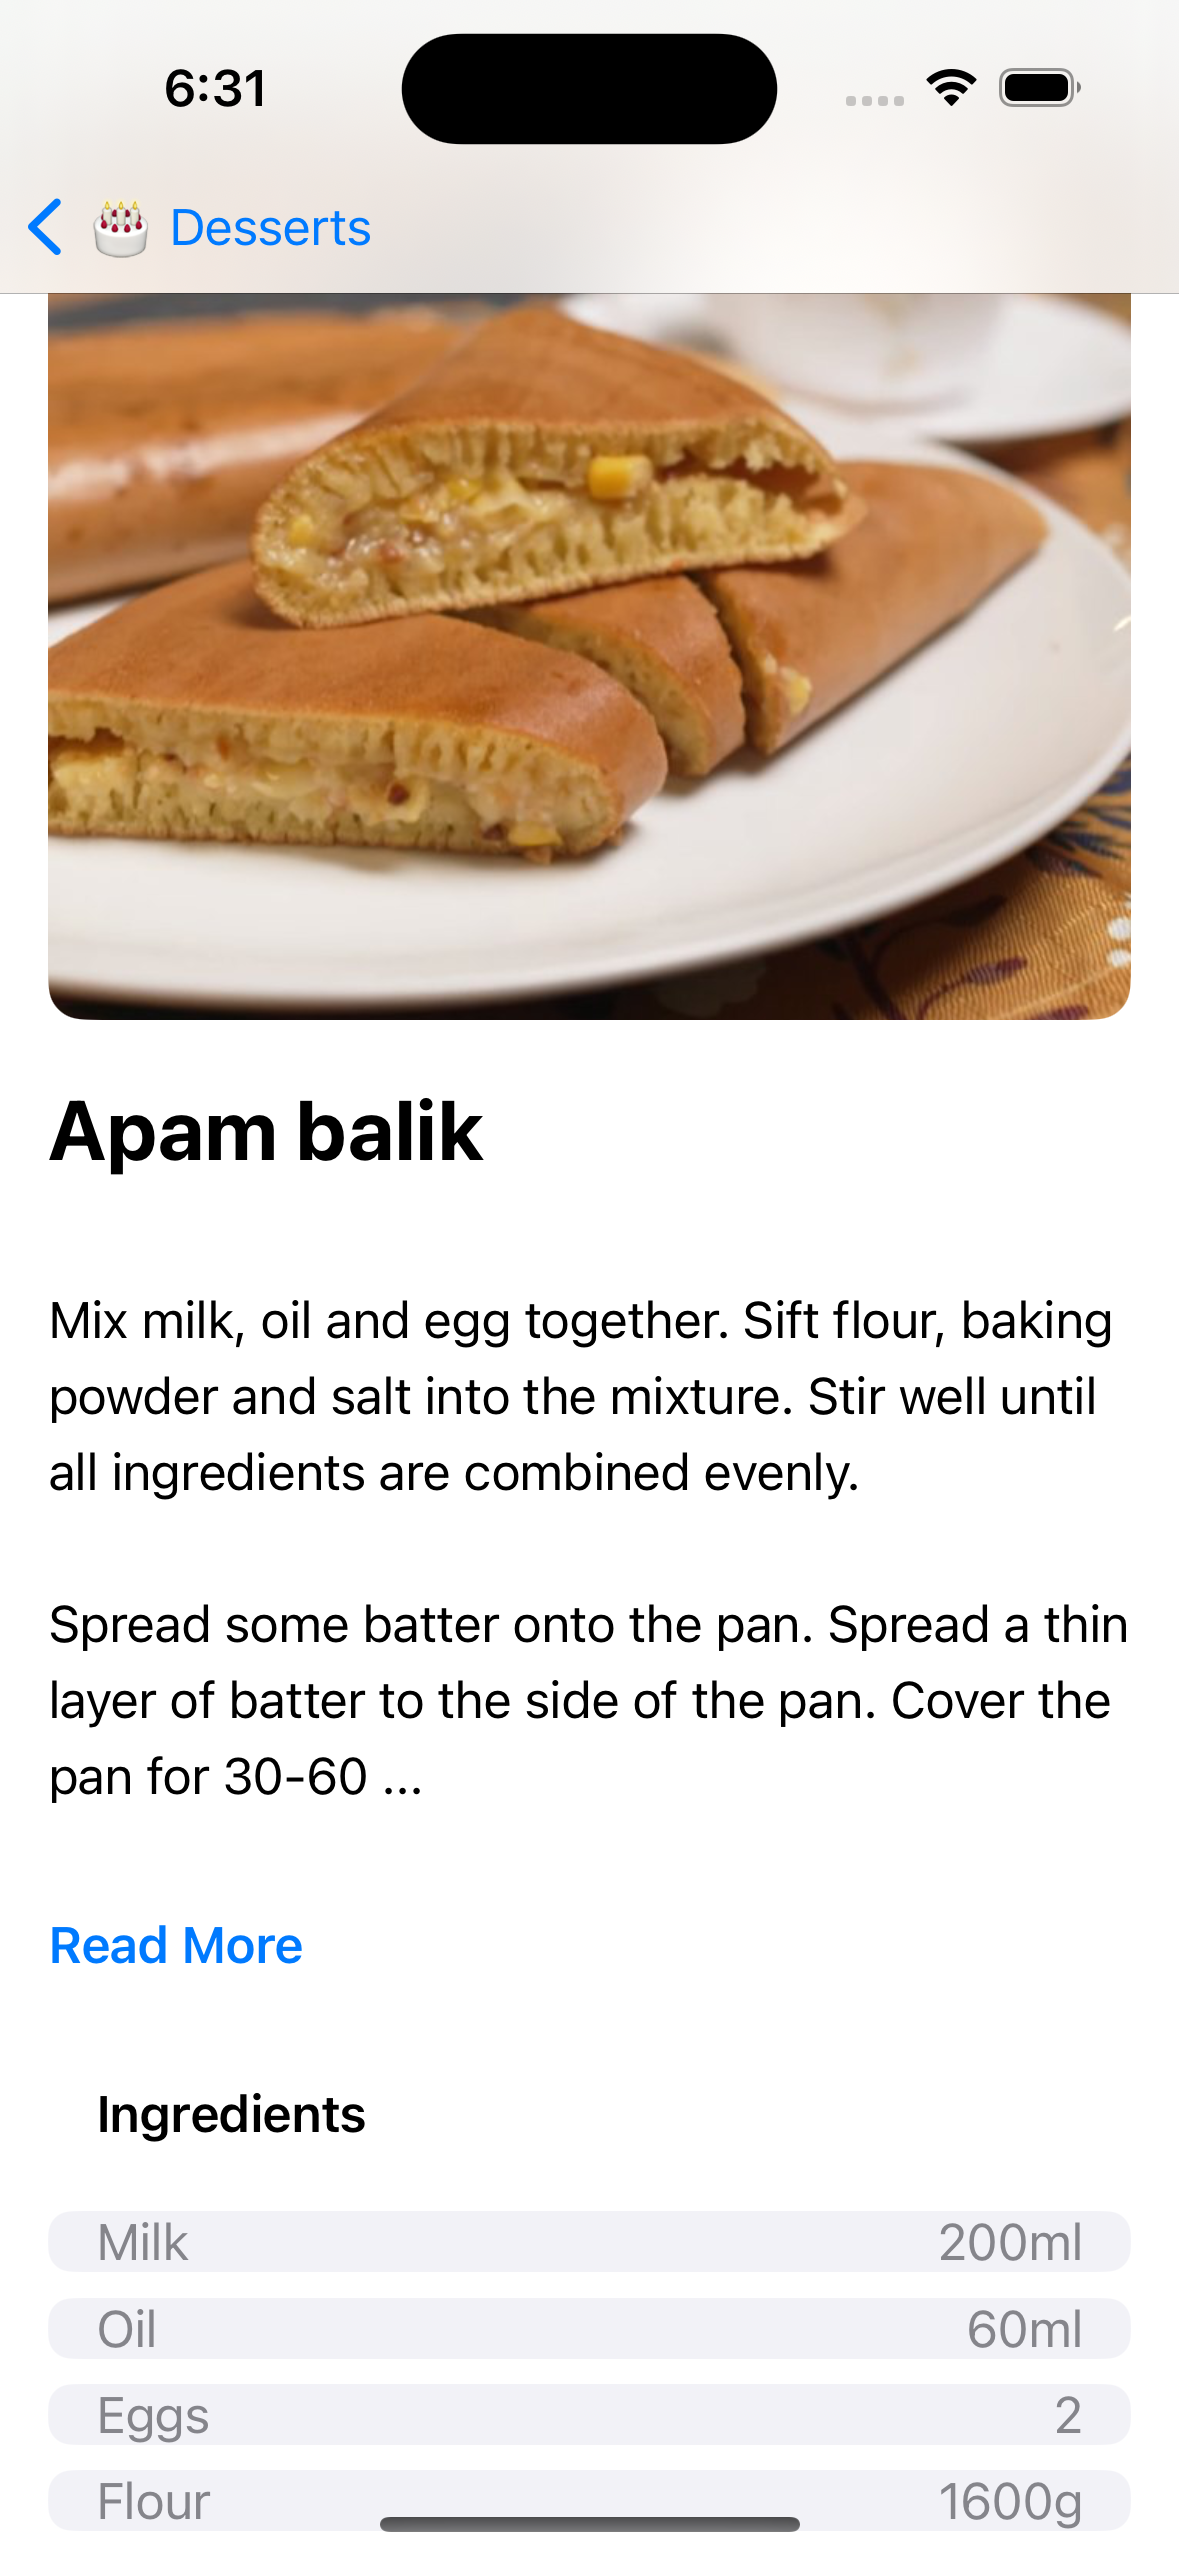 6:31
Desserts
Apam balik
Mix milk, oil and egg together. Sift flour, baking
powder and salt into the mixture. Stir well until
all ingredients are combined evenly.
Spread some batter onto the pan. Spread a thin
layer of batter to the side of the pan. Cover the
pan for 30-60 ...
Read More
Ingredients
Milk 200ml
Oil 60ml
Eggs 2
Flour 1600g